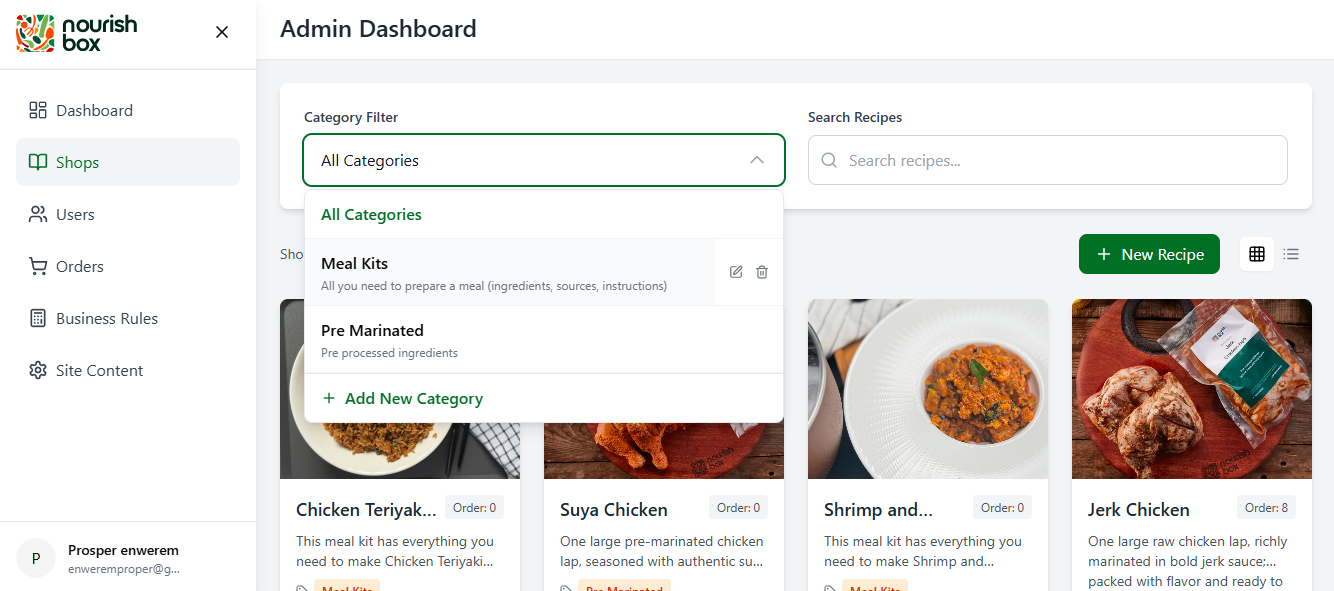 nourish
box
Admin Dashboard
Dashboard
Shops
Users
Orders
Business Rules
Site Content
Prosper enwerem
enweremproper@g...
P
Category Filter
All Categories
Search Recipes
Search recipes...
All Categories
Meal Kits
All you need to prepare a meal (ingredients, sources, instructions)
Pre Marinated
Pre processed ingredients
+ Add New Category
Sho
+ New Recipe
nourish
box
Chicken Teriyak...
Order: 0
This meal kit has everything you
need to make Chicken Teriyaki...
Meal Kits
Suya Chicken
Order: 0
One large pre-marinated chicken
lap, seasoned with authentic su...
Pre Marinated
Shrimp and...
Order: 0
This meal kit has everything you
need to make Shrimp and...
Meal Kits
Jerk Chicken
Order: 8
One large raw chicken lap, richly
marinated in bold jerk sauce;...
packed with flavor and ready to